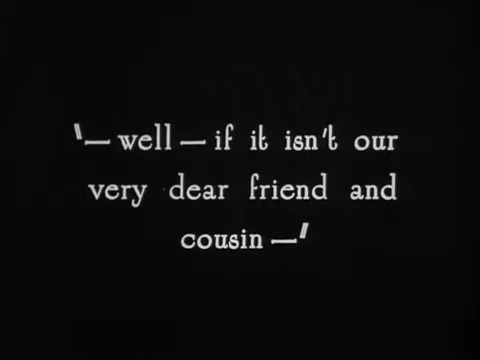 "— well — if it isn't our
very dear friend and
cousin —"